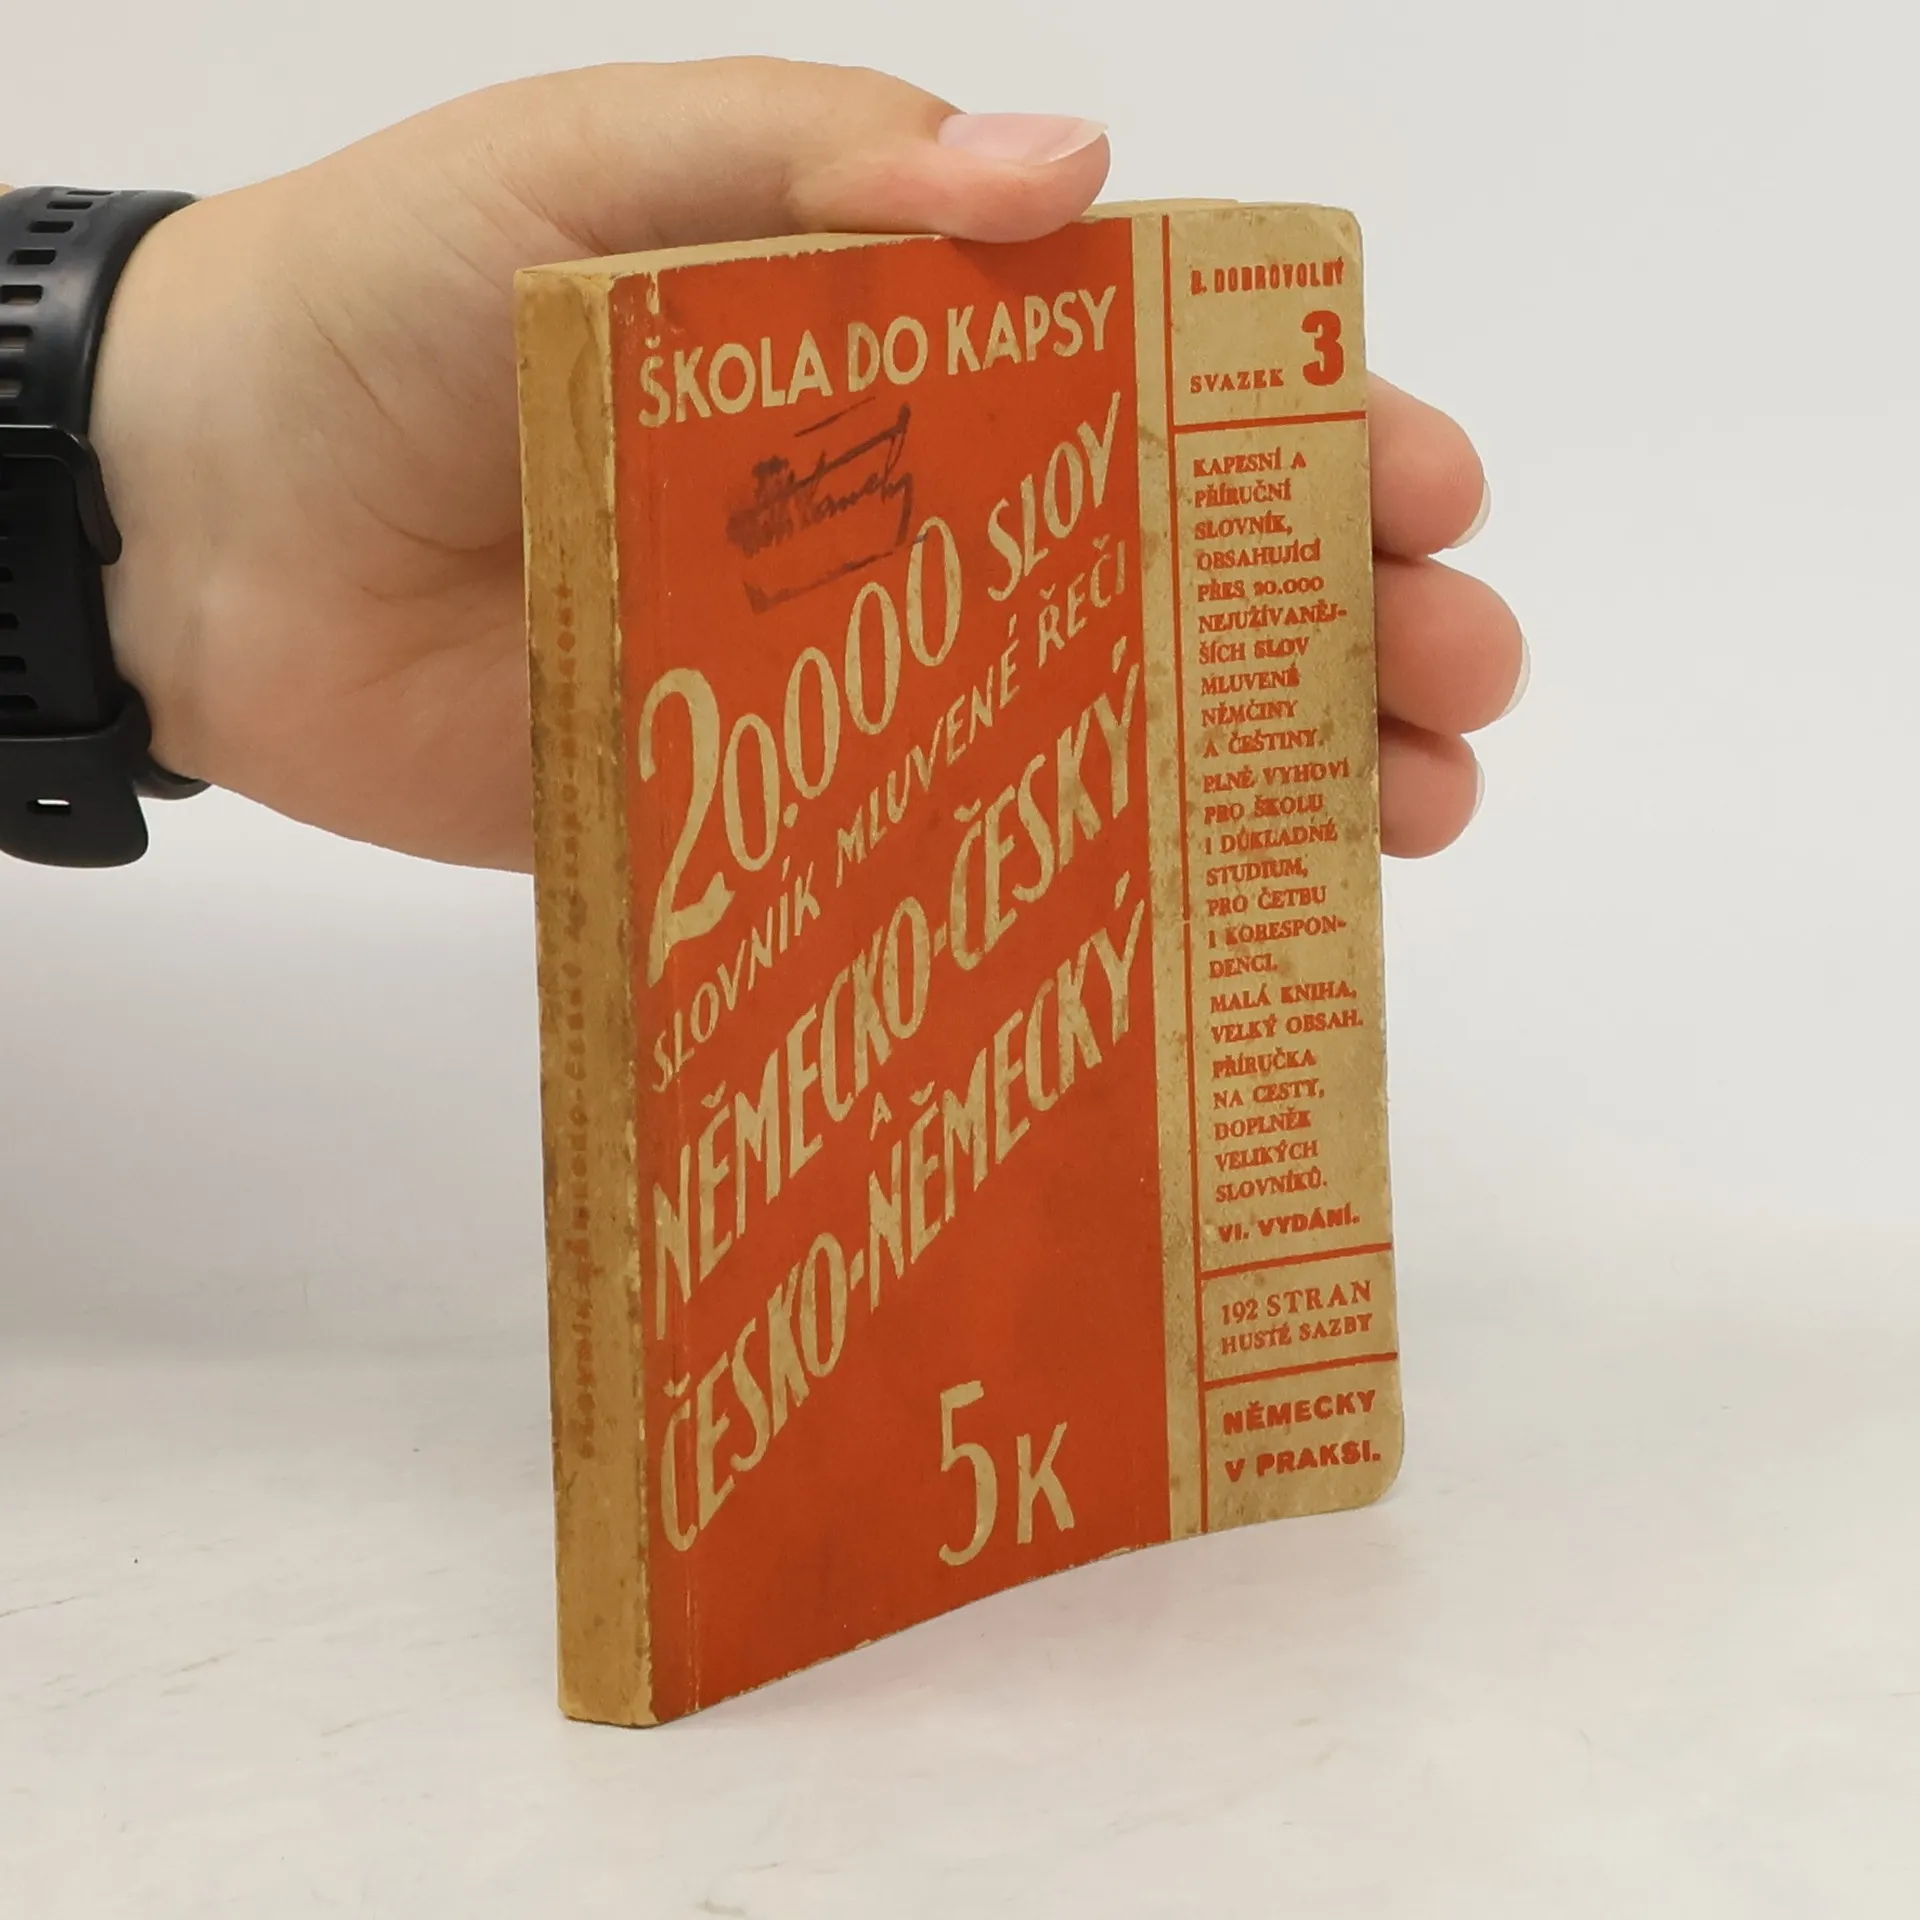 ŠKOLA DO KAPSY
20.000 SLOV
SLOVNÍK MLUVENÉ ŘEČI
NĚMECKO-ČESKÝ
A
ČESKO-NĚMECKÝ
5K
B. DOBROVOLNÝ
SVAZEK 3
KAPESNÍ A
PŘÍRUČNÍ
SLOVNÍK,
OBSAHUJÍCÍ
PŘES 20.000
NEJUŽÍVANĚJ-
ŠÍCH SLOV
MLUVENÉ
NĚMČINY
A ČEŠTINY.
PLNĚ VYHOVÍ
PRO ŠKOLU
I DŮKLADNÉ
STUDIUM,
PRO ČETBU
I KORESPON-
DENCI.
MALÁ KNIHA,
VELKÝ OBSAH.
PŘÍRUČKA
NA CESTY,
DOPLNĚK
VELIKÝCH
SLOVNÍKŮ.
VI. VYDÁNÍ.
192 STRAN
HUSTÉ SAZBY
NĚMECKY
V PRAKSI.